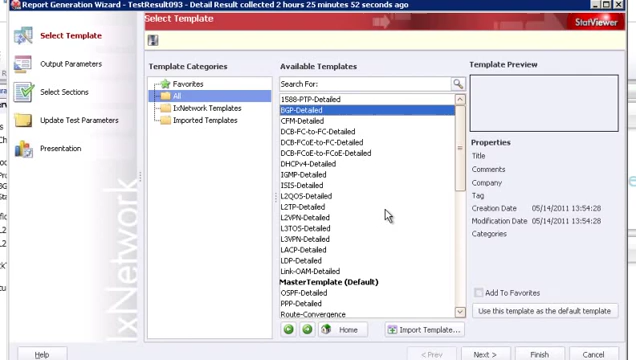 Report Generation Wizard - TestResult093 - Detail Result collected 2 hours 25 minutes 52 seconds ago
Select Template
StatViewer
Select Template
Output Parameters
Select Sections
Update Test Parameters
Presentation
IxNetwork
Template Categories
Favorites
All
IxNetwork Templates
Imported Templates
Available Templates
Search For:
1588-PTP-Detailed
BGP-Detailed
CFM-Detailed
DCB-FC-to-FC-Detailed
DCB-FCoE-to-FC-Detailed
DCB-FCoE-to-FCoE-Detailed
DHCPv4-Detailed
IGMP-Detailed
ISIS-Detailed
L2QOS-Detailed
L2TP-Detailed
L2VPN-Detailed
L3TOS-Detailed
L3VPN-Detailed
LACP-Detailed
LDP-Detailed
Link-OAM-Detailed
MasterTemplate (Default)
OSPF-Detailed
PPP-Detailed
Route-Convergence
Home
Import Template...
Template Preview
Properties
Title
Comments
Company
Tag
Creation Date 05/14/2011 13:54:28
Modification Date 05/14/2011 13:54:28
Categories
Add To Favorites
Use this template as the default template
Help
< Prev
Next >
Finish
Cancel